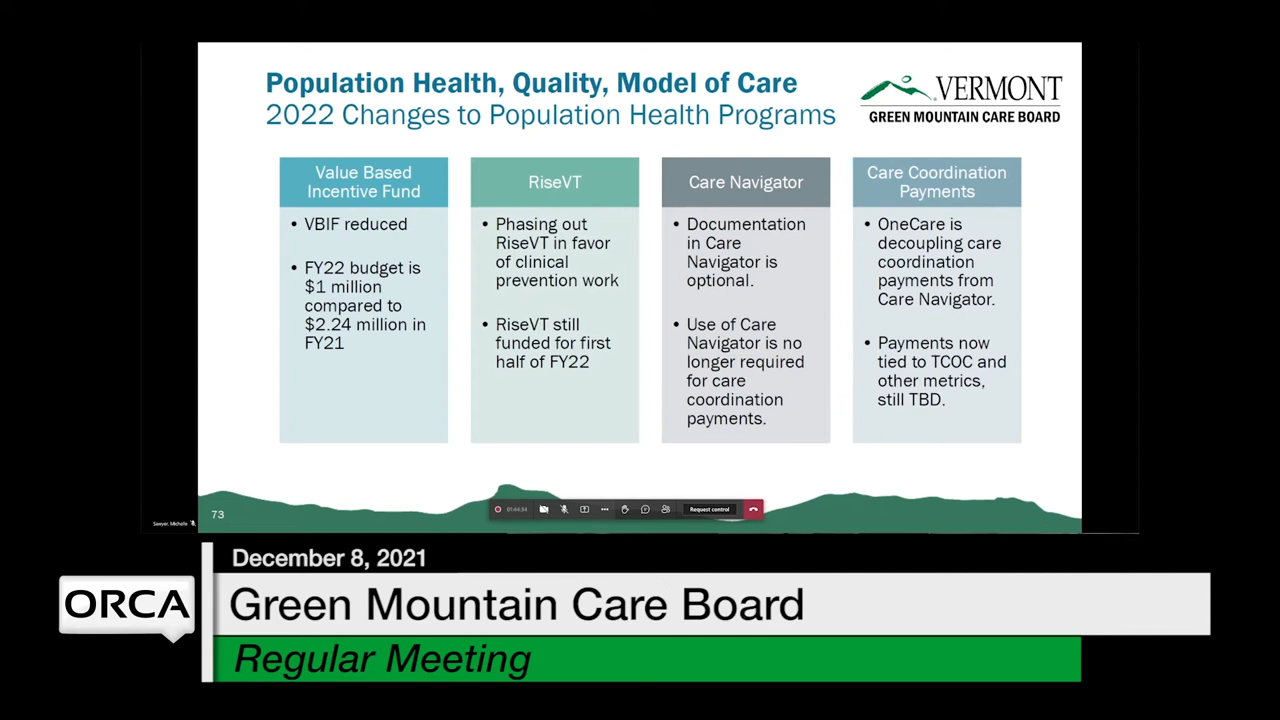 Population Health, Quality, Model of Care
2022 Changes to Population Health Programs
VERMONT
GREEN MOUNTAIN CARE BOARD
Value Based
Incentive Fund
• VBIF reduced
• FY22 budget is
$1 million
compared to
$2.24 million in
FY21
RiseVT
• Phasing out
RiseVT in favor
of clinical
prevention work
• RiseVT still
funded for first
half of FY22
Care Navigator
• Documentation
in Care
Navigator is
optional.
• Use of Care
Navigator is no
longer required
for care
coordination
payments.
Care Coordination
Payments
• OneCare is
decoupling care
coordination
payments from
Care Navigator.
• Payments now
tied to TCOC and
other metrics,
still TBD.
73
01:44:34
Request control
Sawyer, Michelle
December 8, 2021
ORCA
Green Mountain Care Board
Regular Meeting